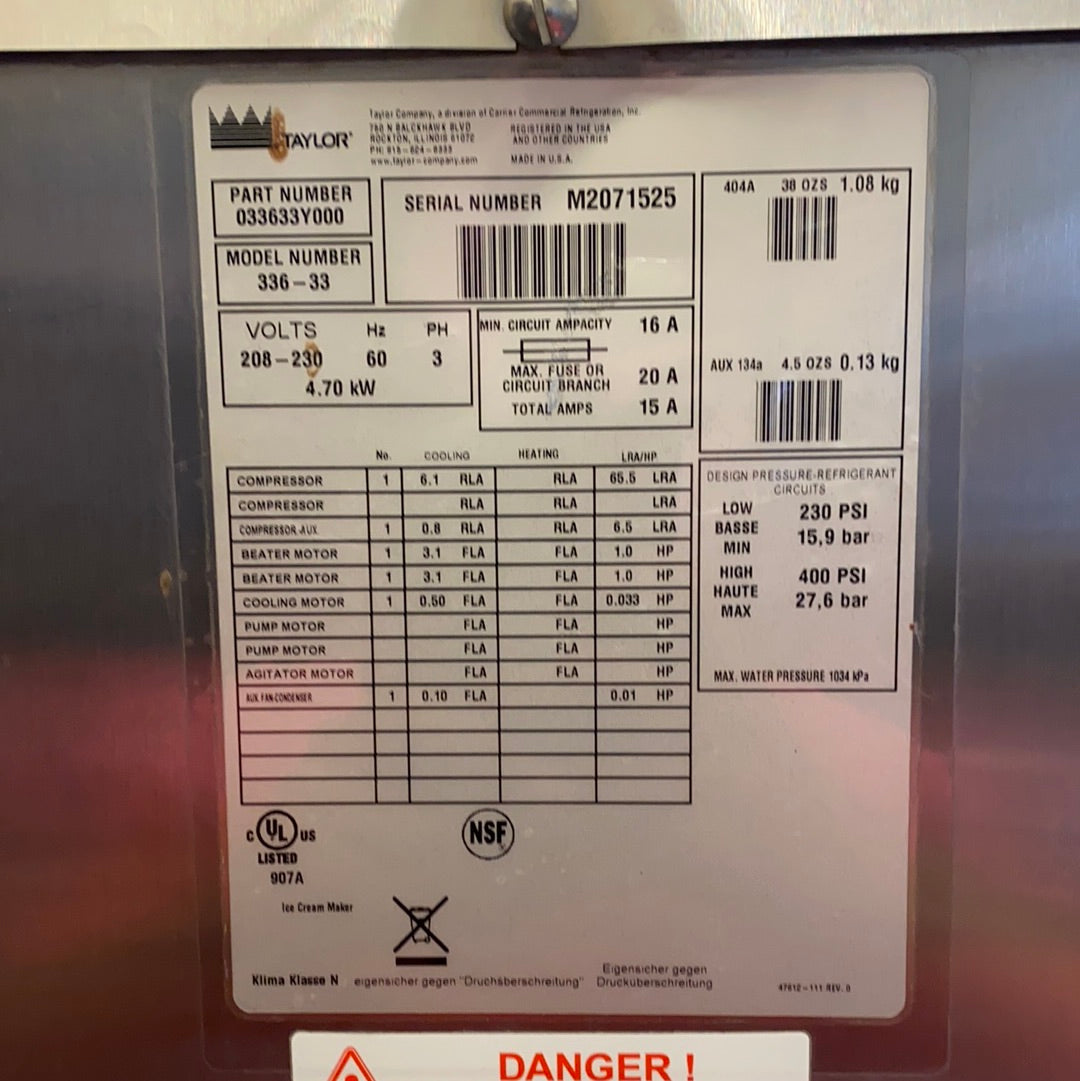 TAYLOR®
Taylor Company, a division of Carrier Commercial Refrigeration, Inc.
750 N BALCKHAWK BLVD
ROCKTON, ILLINOIS 61072
PH: 815-624-8333
www.taylor-company.com
REGISTERED IN THE USA
AND OTHER COUNTRIES
MADE IN U.S.A.
PART NUMBER
033633Y000
MODEL NUMBER
336-33
SERIAL NUMBER M2071525
404A 38 OZS 1.08 kg
AUX 134a 4.5 OZS 0.13 kg
VOLTS Hz PH
208-230 60 3
4.70 kW
MIN. CIRCUIT AMPACITY 16 A
MAX. FUSE OR
CIRCUIT BRANCH 20 A
TOTAL AMPS 15 A
No. COOLING HEATING LRA/HP
COMPRESSOR 1 6.1 RLA RLA 65.5 LRA
COMPRESSOR RLA RLA LRA
COMPRESSOR-AUX 1 0.8 RLA RLA 6.5 LRA
BEATER MOTOR 1 3.1 FLA FLA 1.0 HP
BEATER MOTOR 1 3.1 FLA FLA 1.0 HP
COOLING MOTOR 1 0.50 FLA FLA 0.033 HP
PUMP MOTOR FLA FLA HP
PUMP MOTOR FLA FLA HP
AGITATOR MOTOR FLA FLA HP
AUX. FAN-CONDENSER 1 0.10 FLA 0.01 HP
DESIGN PRESSURE-REFRIGERANT
CIRCUITS
LOW
BASSE
MIN
230 PSI
15,9 bar
HIGH
HAUTE
MAX
400 PSI
27,6 bar
MAX. WATER PRESSURE 1034 kPa
C UL US
LISTED
907A
NSF
Ice Cream Maker
Klima Klasse N eigensicher gegen "Druchsberschreitung"
Eigensicher gegen
Drucküberschreitung
47612-111 REV. 0
DANGER !